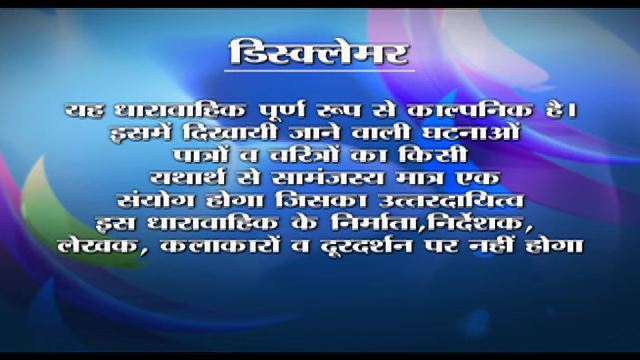 डिस्क्लेमर
यह धारावाहिक पूर्ण रूप से काल्पनिक है।
इसमें दिखायी जाने वाली घटनाओं
पात्रों व चरित्रों का किसी
यथार्थ से सामंजस्य मात्र एक
संयोग होगा जिसका उत्तरदायित्व
इस धारावाहिक के निर्माता,निर्देशक,
लेखक, कलाकारों व दूरदर्शन पर नहीं होगा